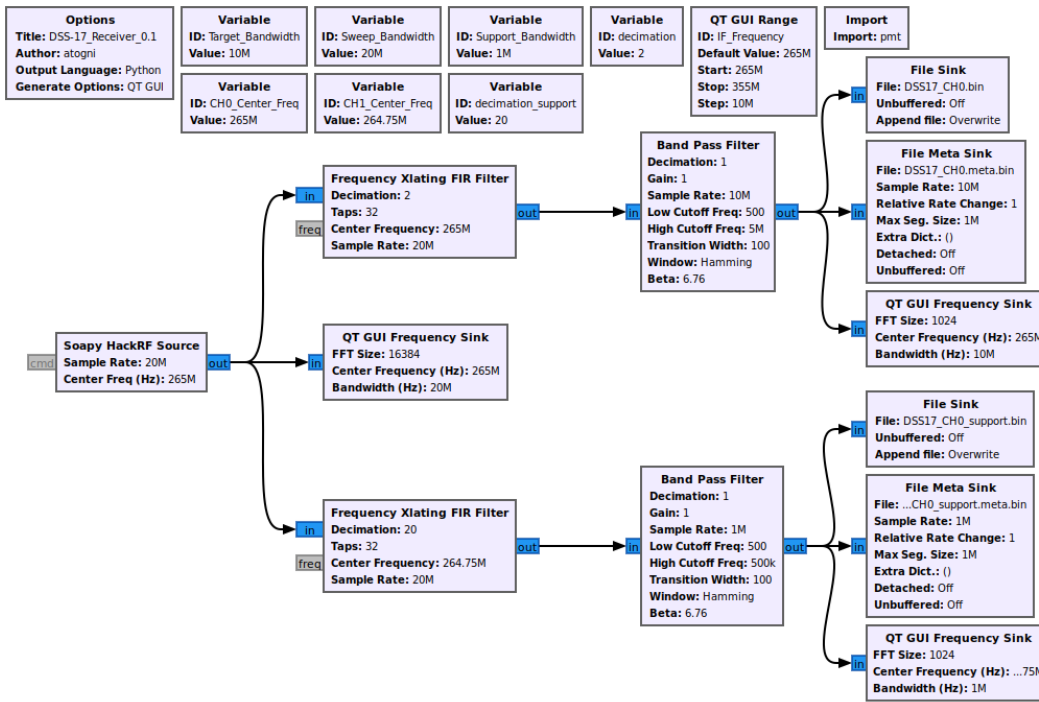 Options
Title: DSS-17_Receiver_0.1
Author: atogni
Output Language: Python
Generate Options: QT GUI
Variable
ID: Target_Bandwidth
Value: 10M
Variable
ID: Sweep_Bandwidth
Value: 20M
Variable
ID: Support_Bandwidth
Value: 1M
Variable
ID: decimation
Value: 2
QT GUI Range
ID: IF_Frequency
Default Value: 265M
Start: 265M
Stop: 355M
Step: 10M
Import
Import: pmt
Variable
ID: CH0_Center_Freq
Value: 265M
Variable
ID: CH1_Center_Freq
Value: 264.75M
Variable
ID: decimation_support
Value: 20
File Sink
in
File: DSS17_CH0.bin
Unbuffered: Off
Append file: Overwrite
Frequency Xlating FIR Filter
in
freq
Decimation: 2
Taps: 32
Center Frequency: 265M
Sample Rate: 20M
out
Band Pass Filter
in
Decimation: 1
Gain: 1
Sample Rate: 10M
Low Cutoff Freq: 500
High Cutoff Freq: 5M
Transition Width: 100
Window: Hamming
Beta: 6.76
out
File Meta Sink
in
File: DSS17_CH0.meta.bin
Sample Rate: 10M
Relative Rate Change: 1
Max Seg. Size: 1M
Extra Dict.: ()
Detached: Off
Unbuffered: Off
QT GUI Frequency Sink
in
FFT Size: 1024
Center Frequency (Hz): 265M
Bandwidth (Hz): 10M
Soapy HackRF Source
cmd
Sample Rate: 20M
Center Freq (Hz): 265M
out
QT GUI Frequency Sink
in
FFT Size: 16384
Center Frequency (Hz): 265M
Bandwidth (Hz): 20M
File Sink
in
File: DSS17_CH0_support.bin
Unbuffered: Off
Append file: Overwrite
Frequency Xlating FIR Filter
in
freq
Decimation: 20
Taps: 32
Center Frequency: 264.75M
Sample Rate: 20M
out
Band Pass Filter
in
Decimation: 1
Gain: 1
Sample Rate: 1M
Low Cutoff Freq: 500
High Cutoff Freq: 500k
Transition Width: 100
Window: Hamming
Beta: 6.76
out
File Meta Sink
in
File: ...CH0_support.meta.bin
Sample Rate: 1M
Relative Rate Change: 1
Max Seg. Size: 1M
Extra Dict.: ()
Detached: Off
Unbuffered: Off
QT GUI Frequency Sink
in
FFT Size: 1024
Center Frequency (Hz): ...75M
Bandwidth (Hz): 1M